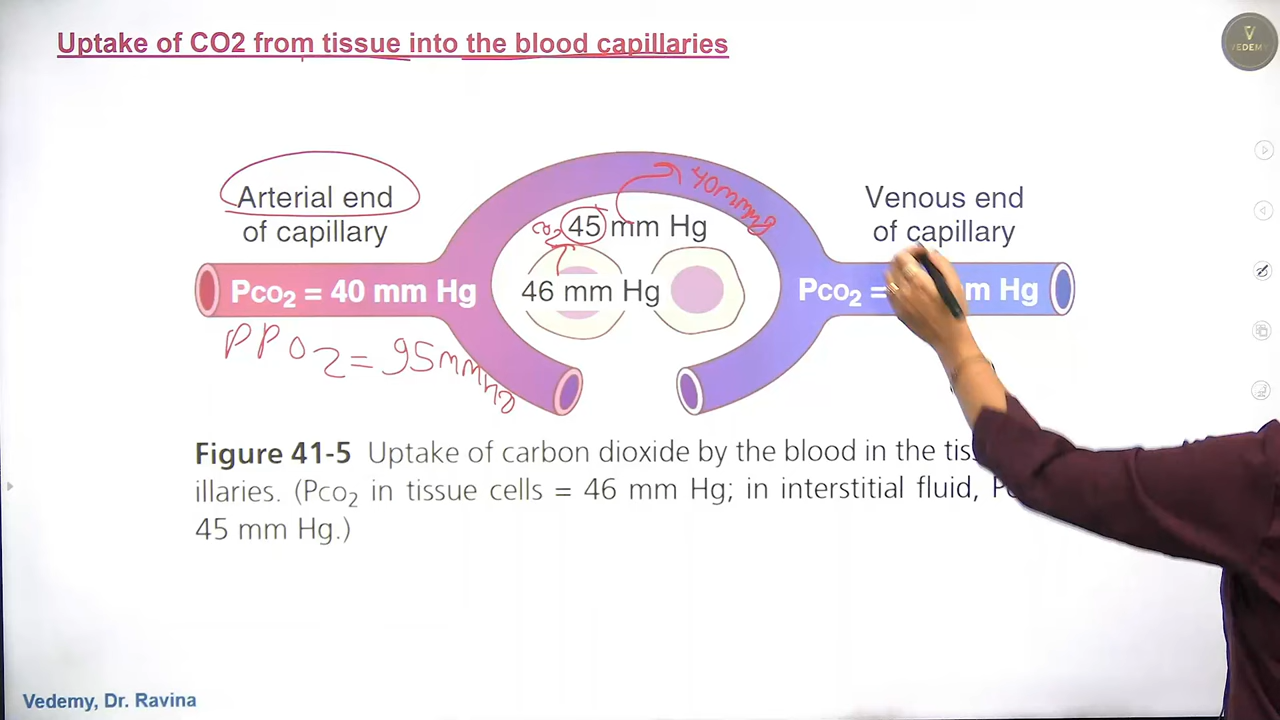 Uptake of CO2 from tissue into the blood capillaries
VEDEMY
Arterial end
of capillary
Venous end
of capillary
40mmHg
CO2 45 mm Hg
46 mm Hg
Pco2 = 40 mm Hg
Pco2 = m Hg
PPO2 = 95mmHg
Figure 41-5 Uptake of carbon dioxide by the blood in the
illaries. (Pco2 in tissue cells = 46 mm Hg; in interstitial fluid,
45 mm Hg.)
Vedemy, Dr. Ravina